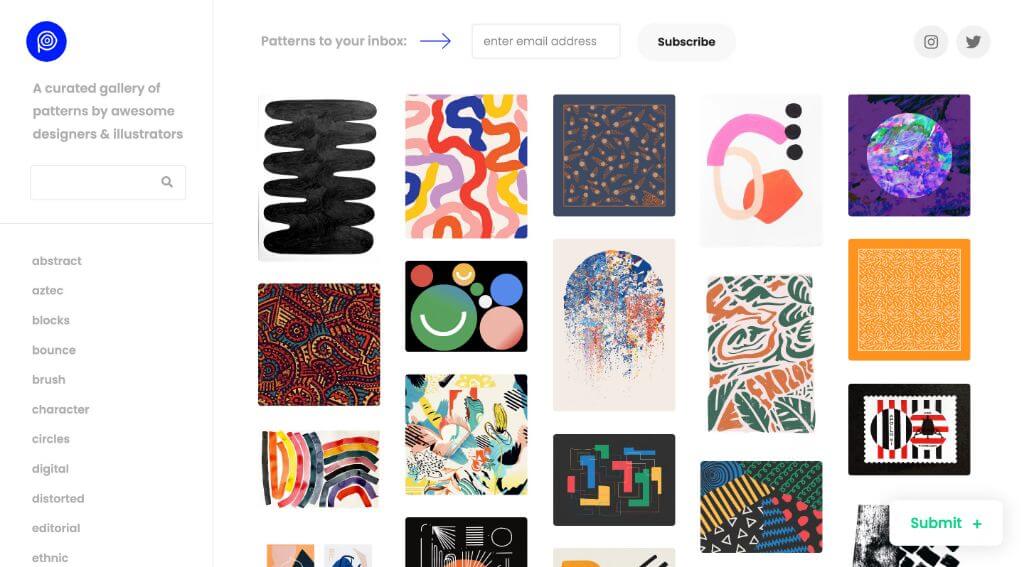 A curated gallery of
patterns by awesome
designers & illustrators
abstract
aztec
blocks
bounce
brush
character
circles
digital
distorted
editorial
ethnic
Patterns to your inbox:
enter email address
Subscribe
EXPLORE
Submit +